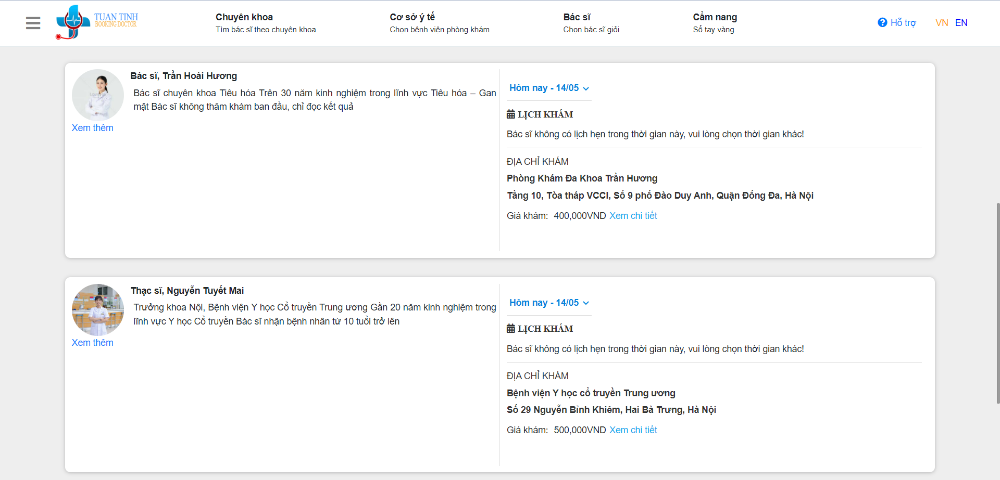 TUAN TINH
BOOKING DOCTOR
Chuyên khoa
Tìm bác sĩ theo chuyên khoa
Cơ sở ý tế
Chọn bệnh viện phòng khám
Bác sĩ
Chọn bác sĩ giỏi
Cẩm nang
Sổ tay vàng
Hỗ trợ
VN EN
Bác sĩ, Trần Hoài Hương
Bác sĩ chuyên khoa Tiêu hóa Trên 30 năm kinh nghiệm trong lĩnh vực Tiêu hóa – Gan
mật Bác sĩ không thăm khám ban đầu, chỉ đọc kết quả
Xem thêm
Hôm nay - 14/05
LỊCH KHÁM
Bác sĩ không có lịch hẹn trong thời gian này, vui lòng chọn thời gian khác!
ĐỊA CHỈ KHÁM
Phòng Khám Đa Khoa Trần Hương
Tầng 10, Tòa tháp VCCI, Số 9 phố Đào Duy Anh, Quận Đống Đa, Hà Nội
Giá khám: 400,000VND Xem chi tiết
Thạc sĩ, Nguyễn Tuyết Mai
Trưởng khoa Nội, Bệnh viện Y học Cổ truyền Trung ương Gần 20 năm kinh nghiệm trong
lĩnh vực Y học Cổ truyền Bác sĩ nhận bệnh nhân từ 10 tuổi trở lên
Xem thêm
Hôm nay - 14/05
LỊCH KHÁM
Bác sĩ không có lịch hẹn trong thời gian này, vui lòng chọn thời gian khác!
ĐỊA CHỈ KHÁM
Bệnh viện Y học cổ truyền Trung ương
Số 29 Nguyễn Bỉnh Khiêm, Hai Bà Trưng, Hà Nội
Giá khám: 500,000VND Xem chi tiết